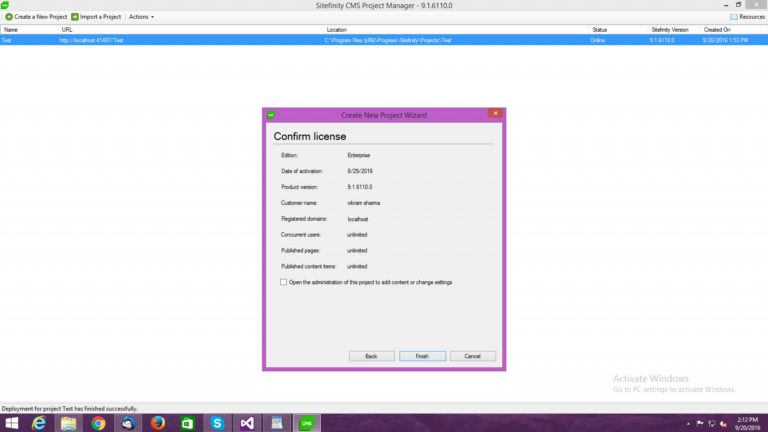 Sitefinity CMS Project Manager - 9.1.6110.0
Create a New Project Import a Project Actions Resources
Name URL Location Status Sitefinity Version Created On
Test http://localhost:41407/Test C:\Program Files (x86)\Progress\Sitefinity\Projects\Test Online 9.1.6110.0 9/20/2016 1:53 PM
CMS Create New Project Wizard
Confirm license
Edition: Enterprise
Date of activation: 8/29/2016
Product version: 9.1.6110.0
Customer name: vikram sharma
Registered domains: localhost
Concurrent users: unlimited
Published pages: unlimited
Published content items: unlimited
Open the administration of this project to add content or change settings
Back Finish Cancel
Activate Windows
Go to PC settings to activate Windows.
Deployment for project Test has finished successfully.
CMS 2:12 PM
9/20/2016